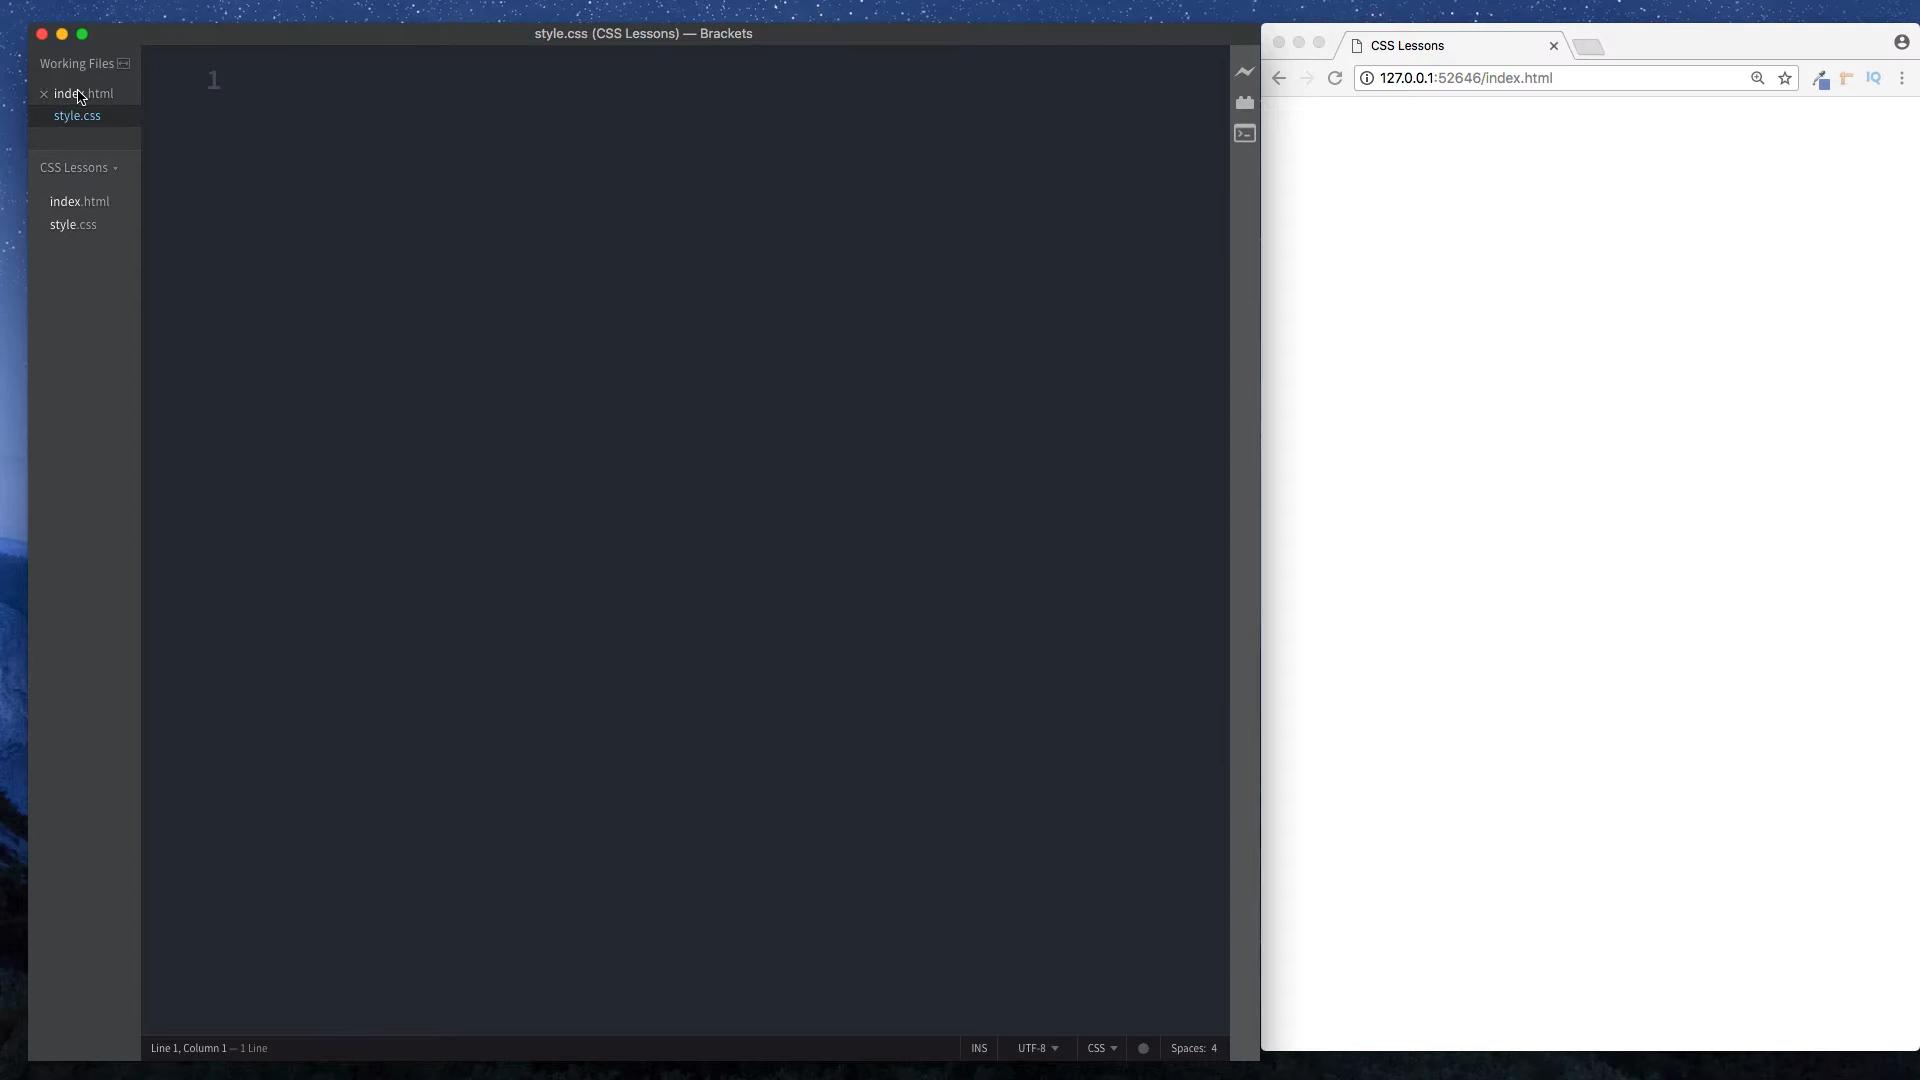 style.css (CSS Lessons) — Brackets
Working Files
index.html
style.css
CSS Lessons
index.html
style.css
1
Line 1, Column 1 — 1 Line
INS
UTF-8
CSS
Spaces: 4
CSS Lessons
127.0.0.1:52646/index.html
IQ